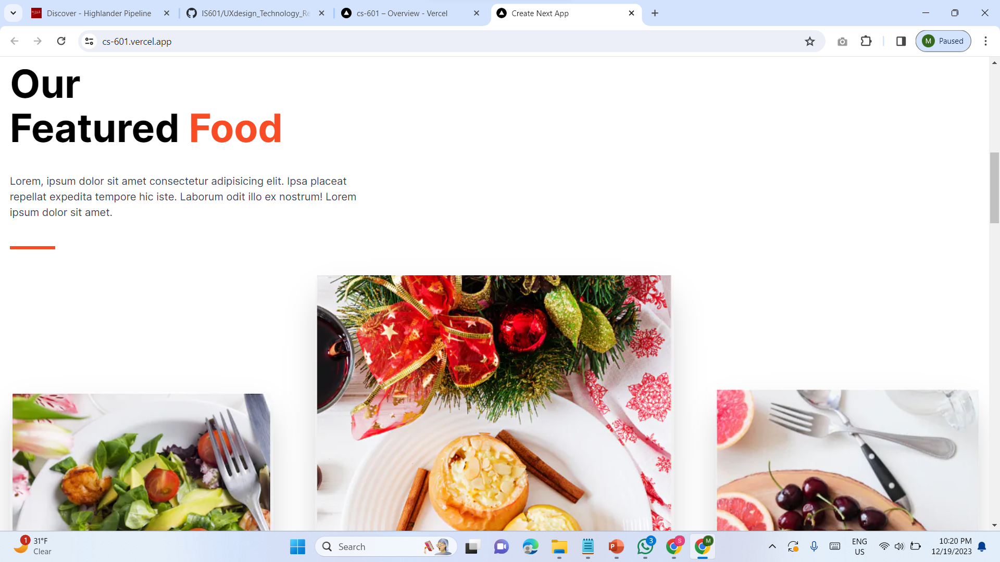 Discover - Highlander Pipeline
IS601/UXdesign_Technology_Re
cs-601 – Overview - Vercel
Create Next App
cs-601.vercel.app
M
Paused
Our
Featured Food
Lorem, ipsum dolor sit amet consectetur adipisicing elit. Ipsa placeat
repellat expedita tempore hic iste. Laborum odit illo ex nostrum! Lorem
ipsum dolor sit amet.
1
31°F
Clear
Search
P
3
S
M
ENG
US
10:20 PM
12/19/2023